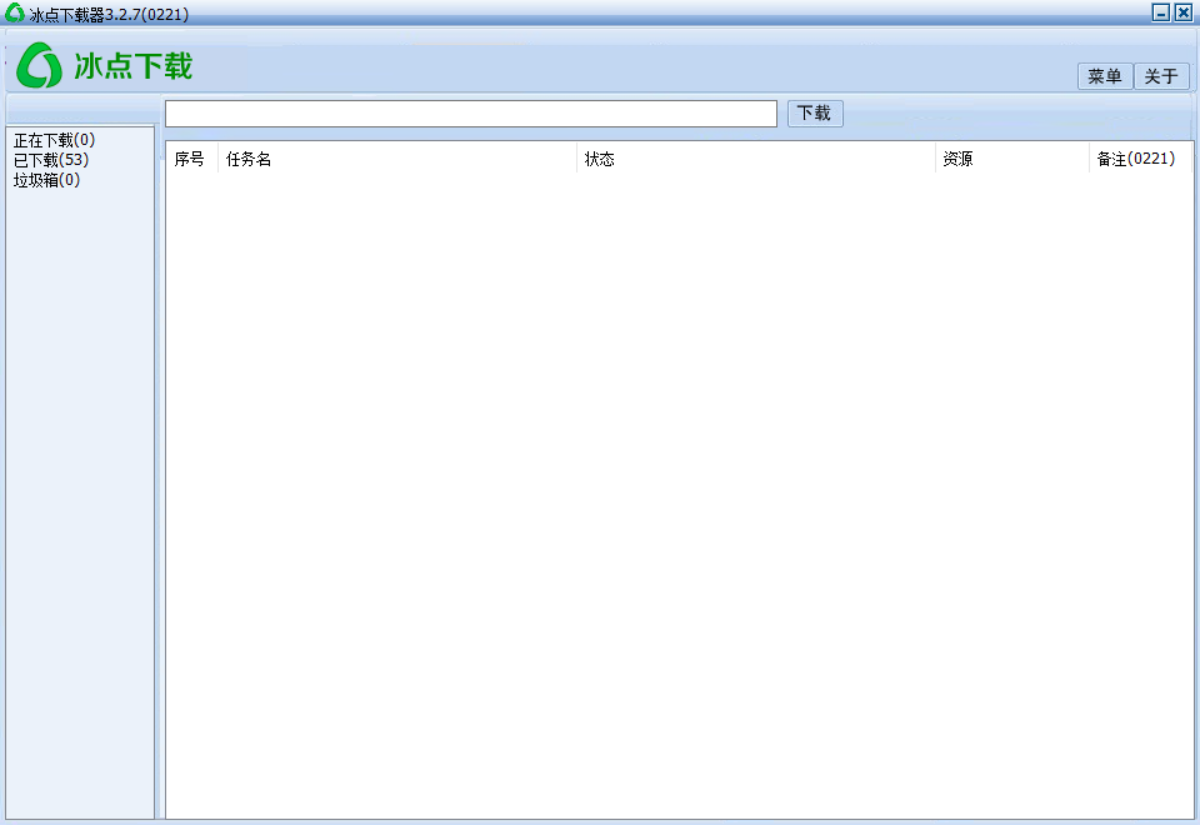 冰点下载器3.2.7(0221)
冰点下载
菜单 关于
下载
正在下载(0)
已下载(53)
垃圾箱(0)
序号 任务名 状态 资源 备注(0221)